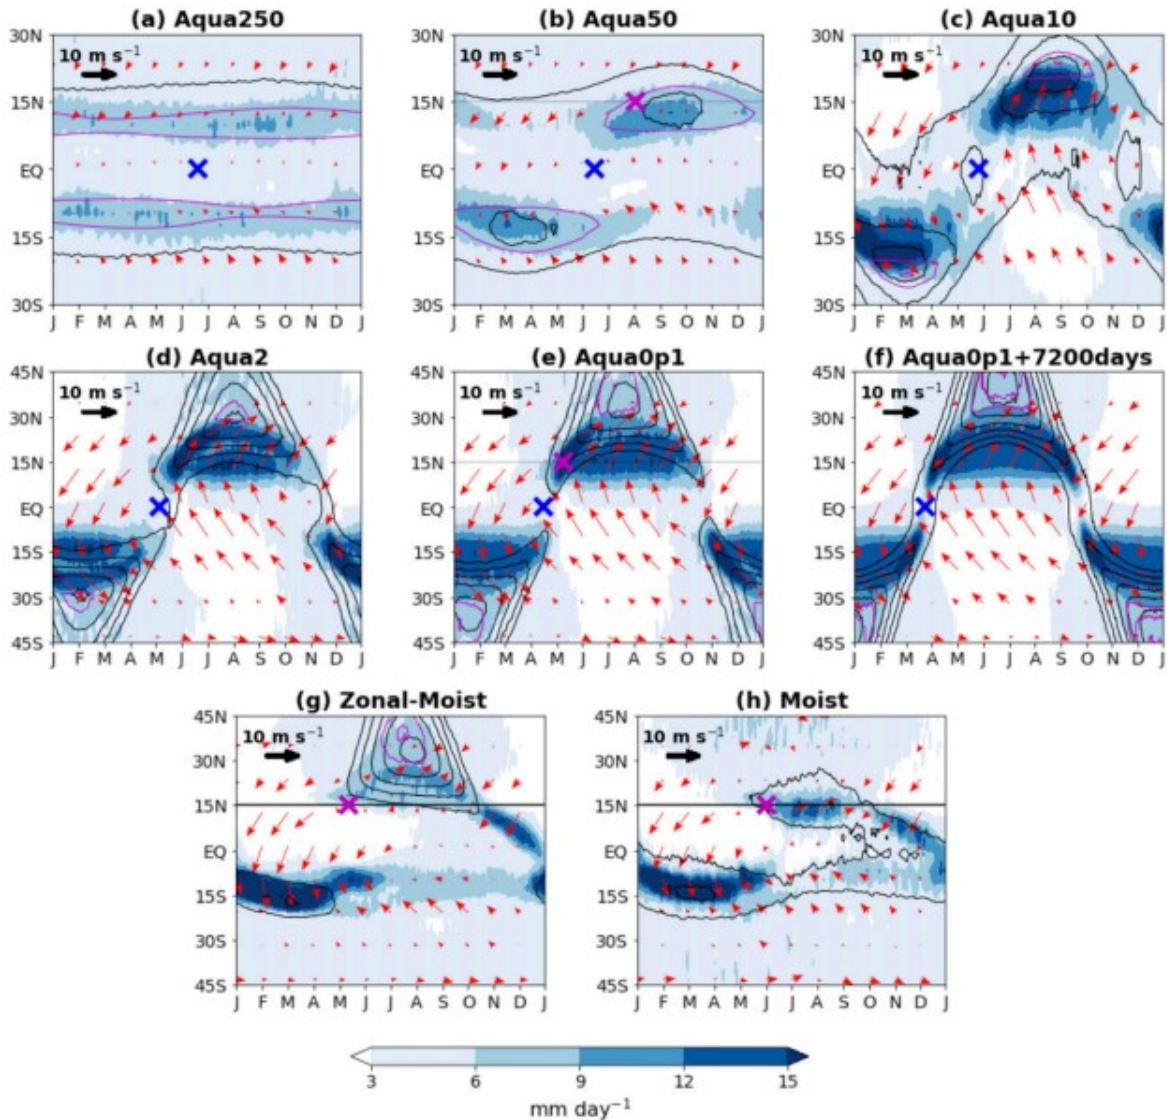 (a) Aqua250 (b) Aqua50 (c) Aqua10
30N 30N 30N
10 m s⁻¹ 10 m s⁻¹ 10 m s⁻¹
15N 15N 15N
EQ EQ EQ
15S 15S 15S
30S 30S 30S
J F M A M J J A S O N D J J F M A M J J A S O N D J J F M A M J J A S O N D J
(d) Aqua2 (e) Aqua0p1 (f) Aqua0p1+7200days
45N 45N 45N
10 m s⁻¹ 10 m s⁻¹ 10 m s⁻¹
30N 30N 30N
15N 15N 15N
EQ EQ EQ
15S 15S 15S
30S 30S 30S
45S 45S 45S
J F M A M J J A S O N D J J F M A M J J A S O N D J J F M A M J J A S O N D J
(g) Zonal-Moist (h) Moist
45N 45N
10 m s⁻¹ 10 m s⁻¹
30N 30N
15N 15N
EQ EQ
15S 15S
30S 30S
45S 45S
J F M A M J J A S O N D J J F M A M J J A S O N D J
3 6 9 12 15
mm day⁻¹